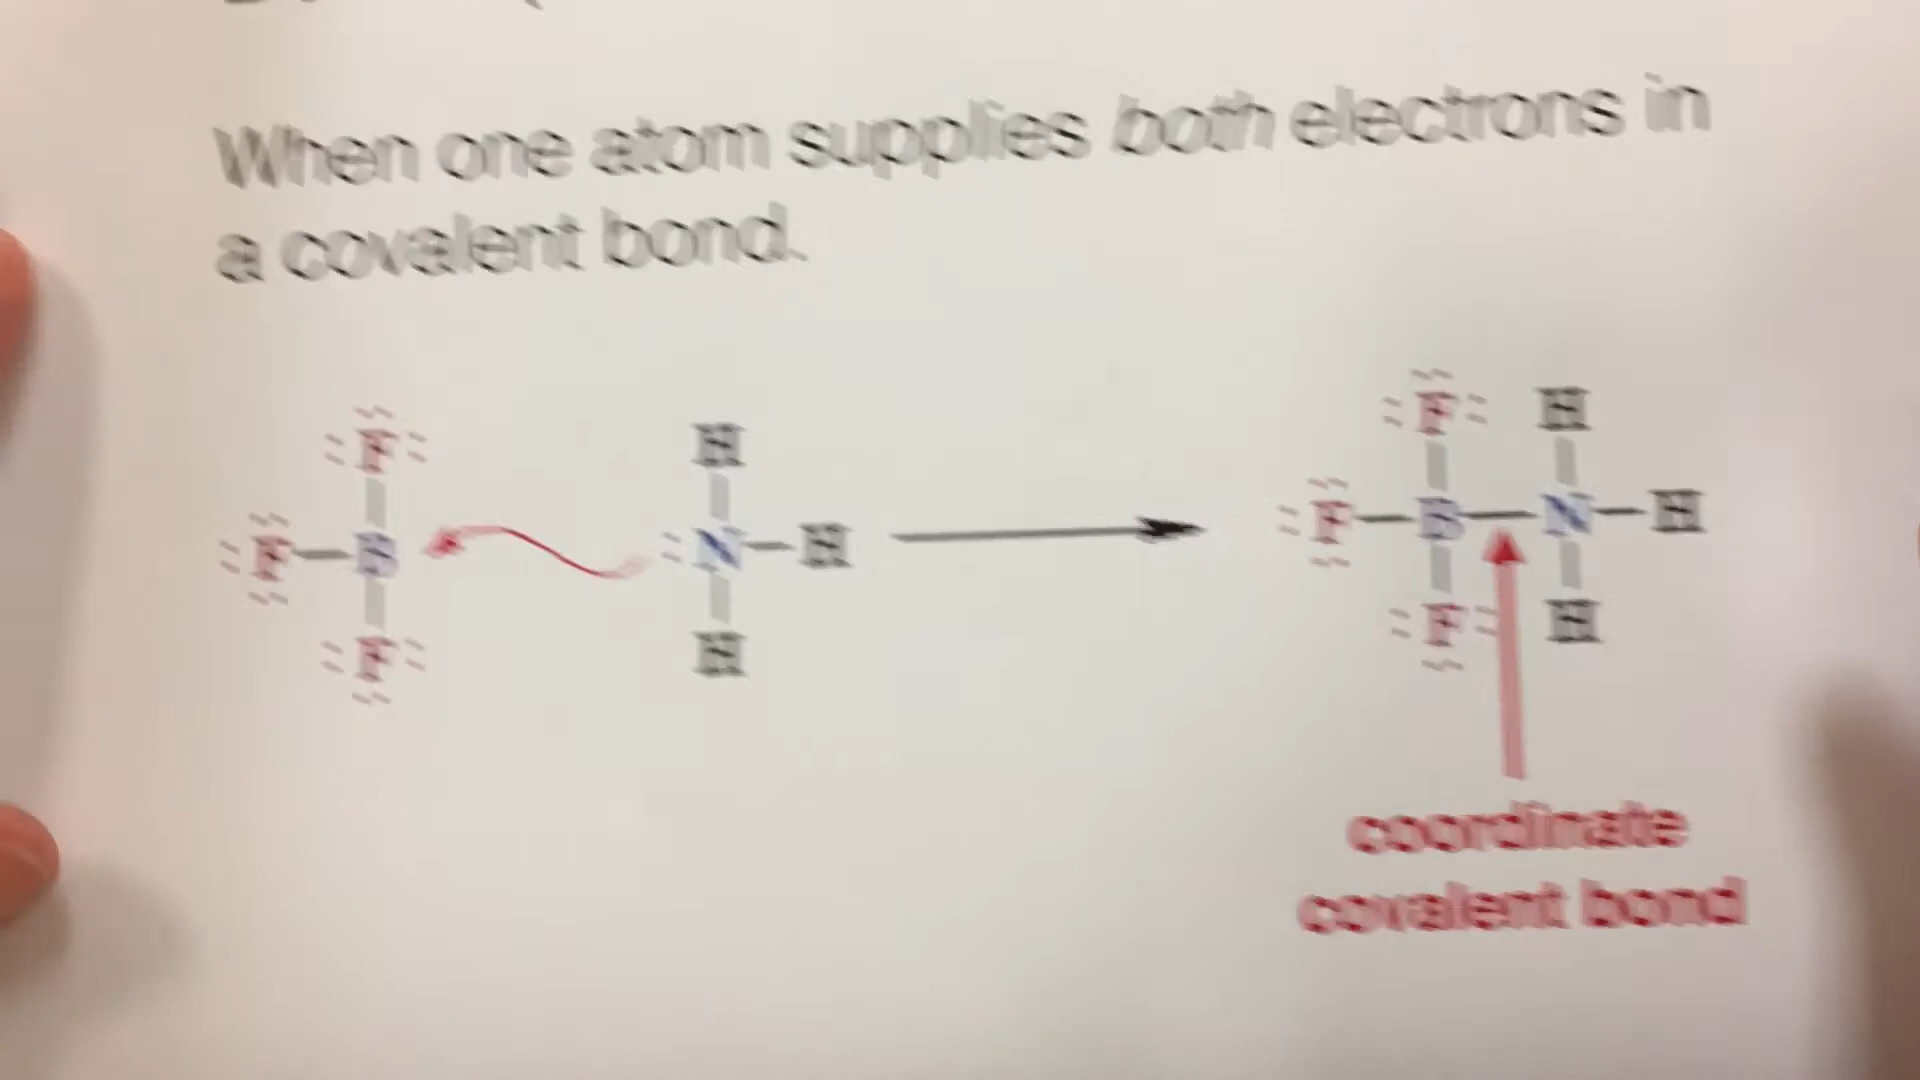 When one atom supplies both electrons in
a covalent bond.
:F: H :F: H
:F—B :N—H :F—B—N—H
:F: H :F: H
coordinate
covalent bond